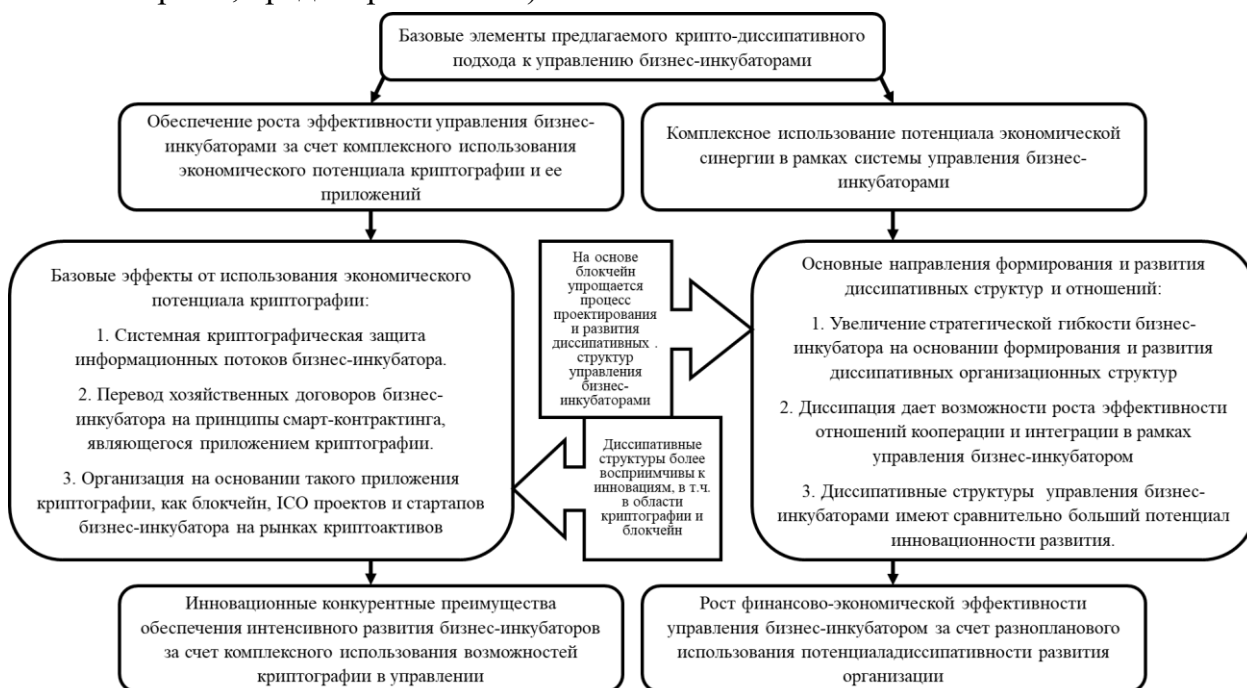 Базовые элементы предлагаемого крипто-диссипативного
подхода к управлению бизнес-инкубаторами
Обеспечение роста эффективности управления бизнес-
инкубаторами за счет комплексного использования
экономического потенциала криптографии и ее
приложений
Комплексное использование потенциала экономической
синергии в рамках системы управления бизнес-
инкубаторами
Базовые эффекты от использования экономического
потенциала криптографии:
1. Системная криптографическая защита
информационных потоков бизнес-инкубатора.
2. Перевод хозяйственных договоров бизнес-
инкубатора на принципы смарт-контрактинга,
являющегося приложением криптографии.
3. Организация на основании такого приложения
криптографии, как блокчейн, ICO проектов и стартапов
бизнес-инкубатора на рынках криптоактивов
На основе
блокчейн
упрощается
процесс
проектирования
и развития
диссипативных .
структур
управления
бизнес-
инкубаторами
Диссипативные
структуры более
восприимчивы к
инновациям, в т.ч.
в области
криптографии и
блокчейн
Основные направления формирования и развития
диссипативных структур и отношений:
1. Увеличение стратегической гибкости бизнес-
инкубатора на основании формирования и развития
диссипативных организационных структур
2. Диссипация дает возможности роста эффективности
отношений кооперации и интеграции в рамках
управления бизнес-инкубатором
3. Диссипативные структуры управления бизнес-
инкубаторами имеют сравнительно больший потенциал
инновационности развития.
Инновационные конкурентные преимущества
обеспечения интенсивного развития бизнес-инкубаторов
за счет комплексного использования возможностей
криптографии в управлении
Рост финансово-экономической эффективности
управления бизнес-инкубатором за счет разнопланового
использования потенциаладиссипативности развития
организации